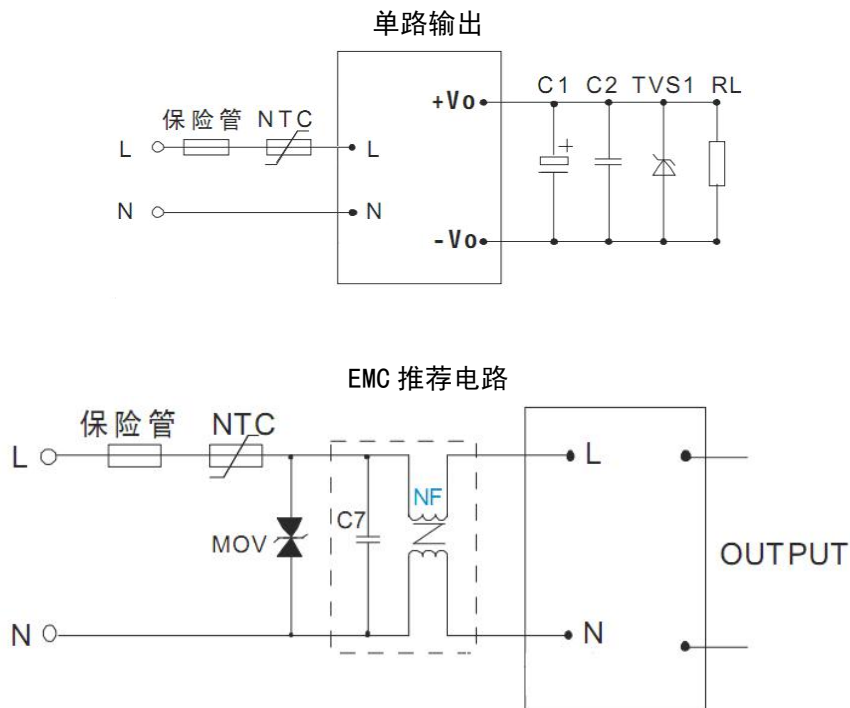 单路输出
+Vo C1 C2 TVS1 RL
保险管 NTC
+
L L
N N
-Vo
EMC 推荐电路
保险管 NTC
L L
NF
C7
MOV
OUTPUT
N N